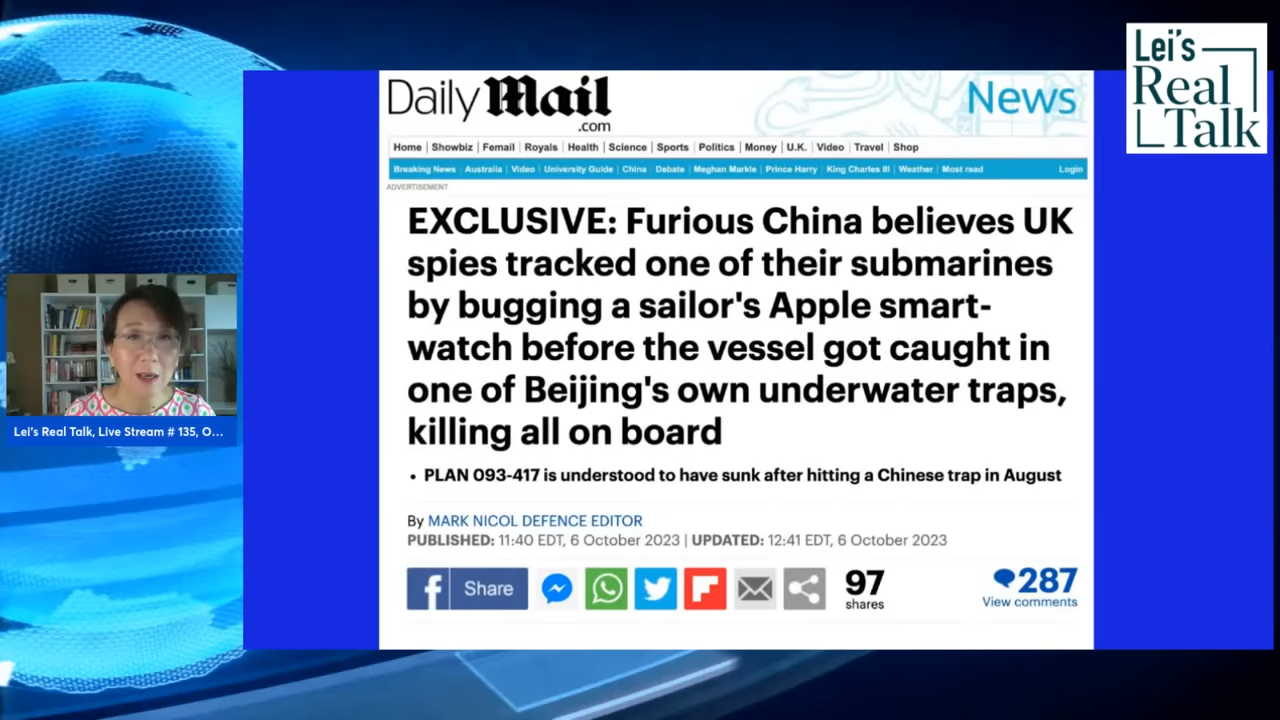 Lei's
Real
Talk
Daily Mail
.com
News
Home | Showbiz | Femail | Royals | Health | Science | Sports | Politics | Money | U.K. | Video | Travel | Shop
Breaking News | Australia | Video | University Guide | China | Debate | Meghan Markle | Prince Harry | King Charles III | Weather | Most read Login
ADVERTISEMENT
EXCLUSIVE: Furious China believes UK
spies tracked one of their submarines
by bugging a sailor's Apple smart-
watch before the vessel got caught in
one of Beijing's own underwater traps,
killing all on board
• PLAN 093-417 is understood to have sunk after hitting a Chinese trap in August
By MARK NICOL DEFENCE EDITOR
PUBLISHED: 11:40 EDT, 6 October 2023 | UPDATED: 12:41 EDT, 6 October 2023
f Share
97
shares
287
View comments
Lei's Real Talk, Live Stream # 135, O...